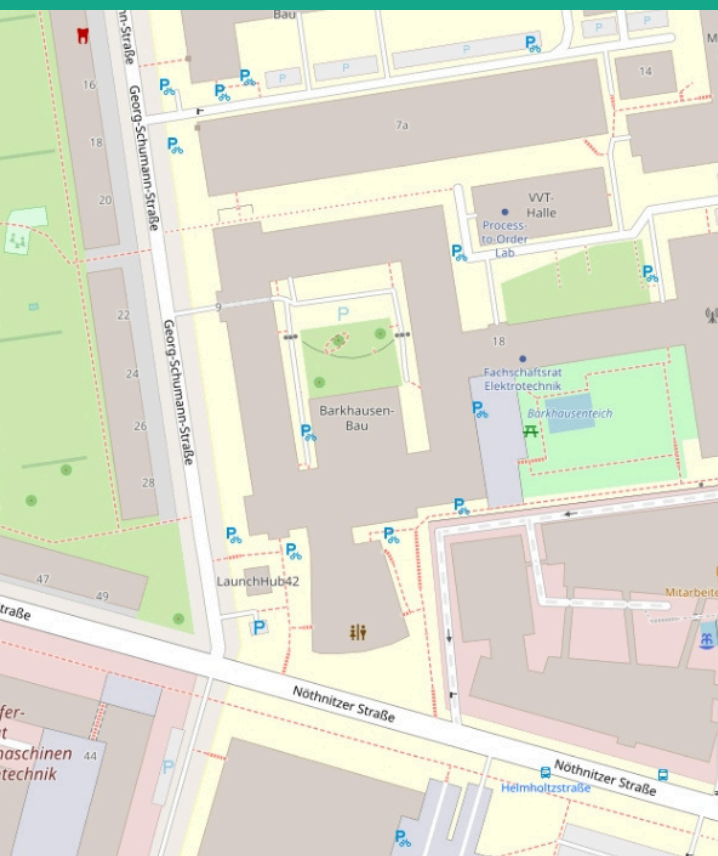 Bau
n-Straße
P
P
P
P
P
P
P
P
P
P
14
M
16
Georg-Schumann-Straße
7a
18
P
20
VVT-
Halle
Process-
to-Order
Lab
P
P
9
P
22
Georg-Schumann-Straße
18
24
Fachschaftsrat
Elektrotechnik
Barkhausen-
Bau
P
Barkhausenteich
26
P
28
P
P
P
P
47
49
LaunchHub42
Mitarbeite
traße
P
Nöthnitzer Straße
fer-
t
naschinen
technik
44
P
Nöthnitzer Straße
Helmholtzstraße
P